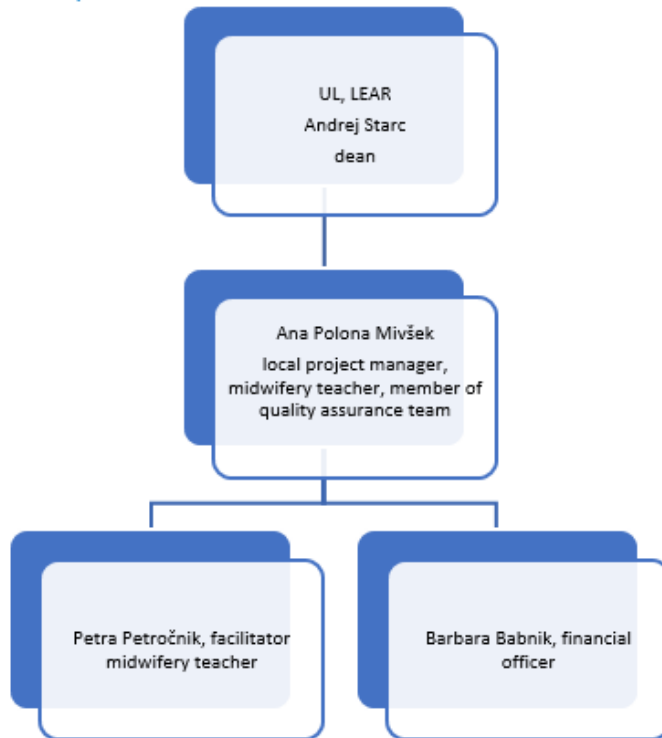 UL, LEAR
Andrej Starc
dean
Ana Polona Mivšek
local project manager,
midwifery teacher, member of
quality assurance team
Petra Petročnik, facilitator
midwifery teacher
Barbara Babnik, financial
officer